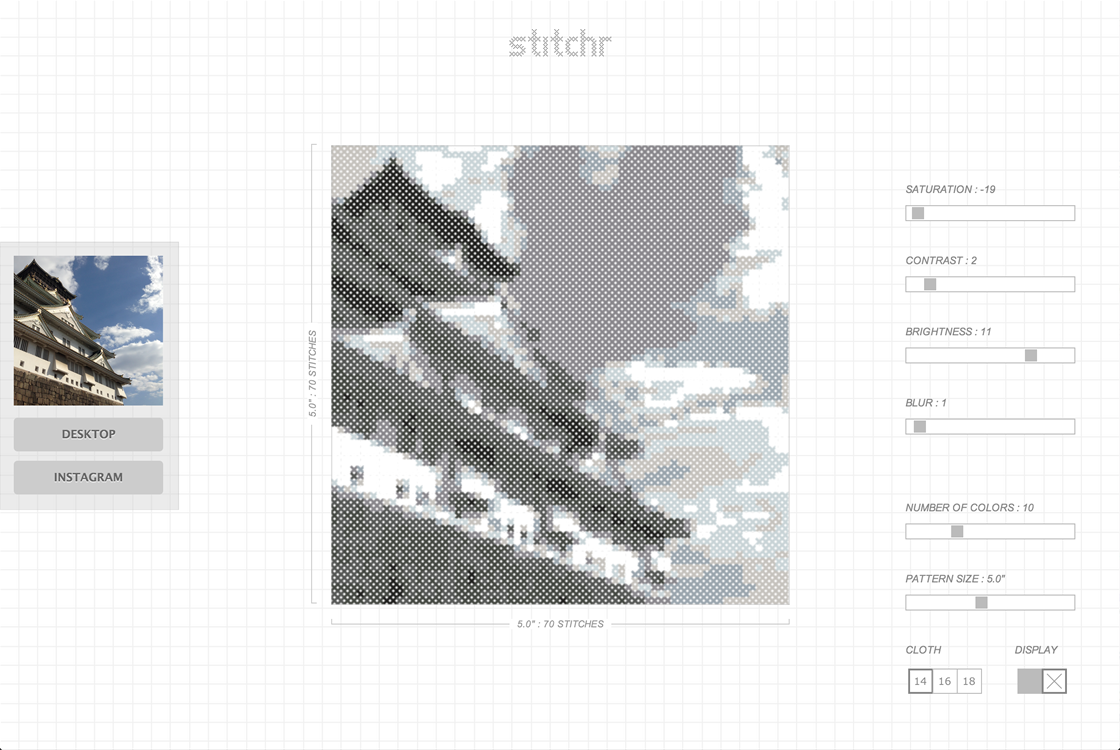 stitchr
DESKTOP
INSTAGRAM
5.0" : 70 STITCHES
5.0" : 70 STITCHES
SATURATION : -19
CONTRAST : 2
BRIGHTNESS : 11
BLUR : 1
NUMBER OF COLORS : 10
PATTERN SIZE : 5.0"
CLOTH DISPLAY
14 16 18